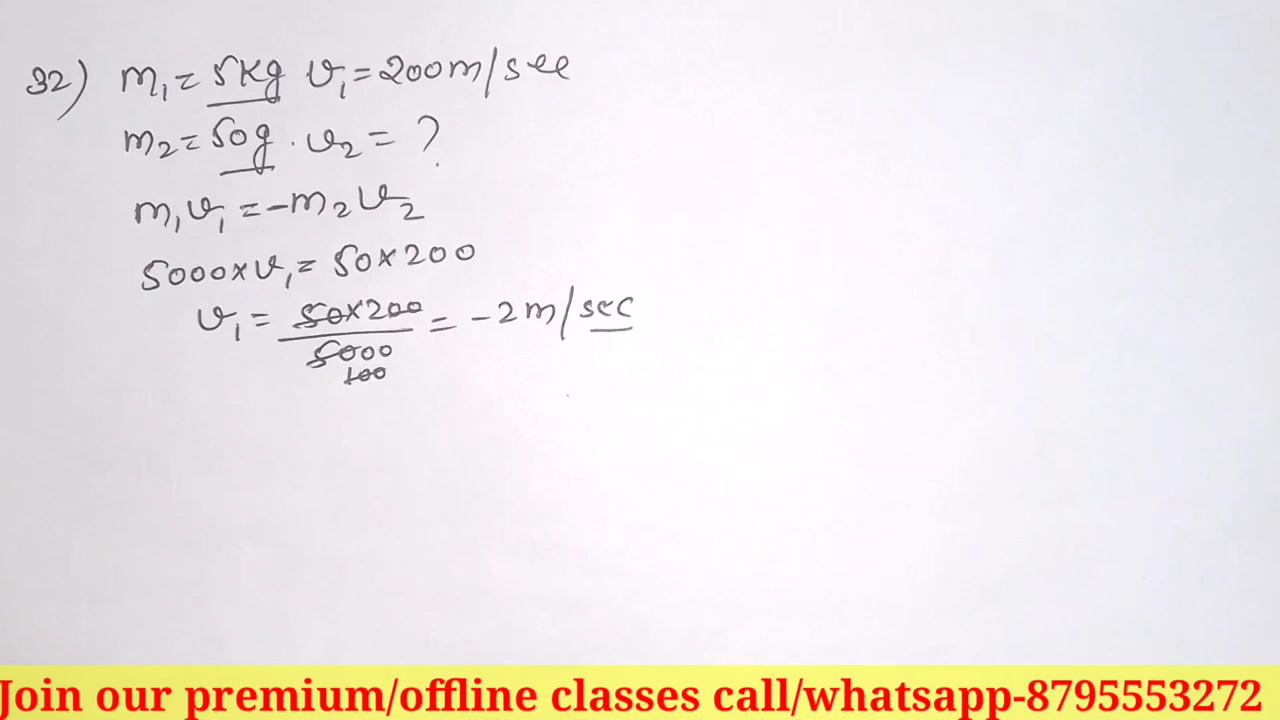 32) m₁ = 5kg v₁ = 200m/sec
m₂ = 50g . v₂ = ?
m₁v₁ = -m₂v₂
5000×v₁ = 50×200
v₁ = 50×200/5000 = -2m/sec
100
Join our premium/offline classes call/whatsapp-8795553272